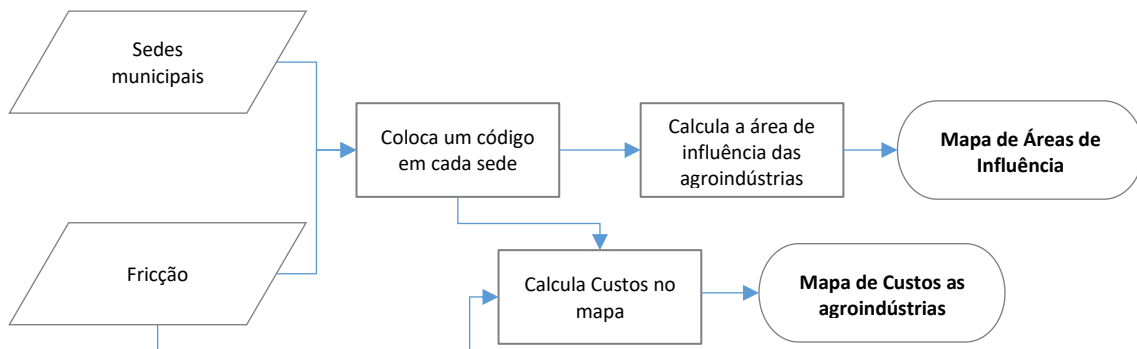 Sedes
municipais
Coloca um código
em cada sede
Calcula a área de
influência das
agroindústrias
Mapa de Áreas de
Influência
Fricção
Calcula Custos no
mapa
Mapa de Custos as
agroindústrias